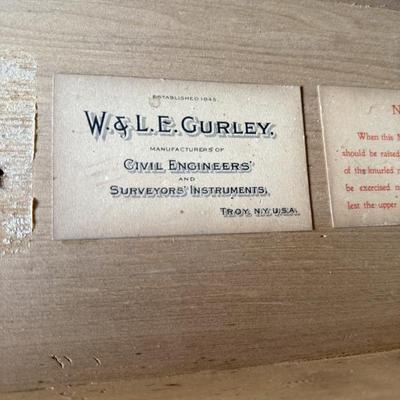 ESTABLISHED 1845.
W. & L. E. GURLEY,
MANUFACTURERS OF
CIVIL ENGINEERS'
AND
SURVEYORS' INSTRUMENTS,
TROY, N.Y. U.S.A.
N
When this
should be raised
of the knurled
be exercised
lest the upper